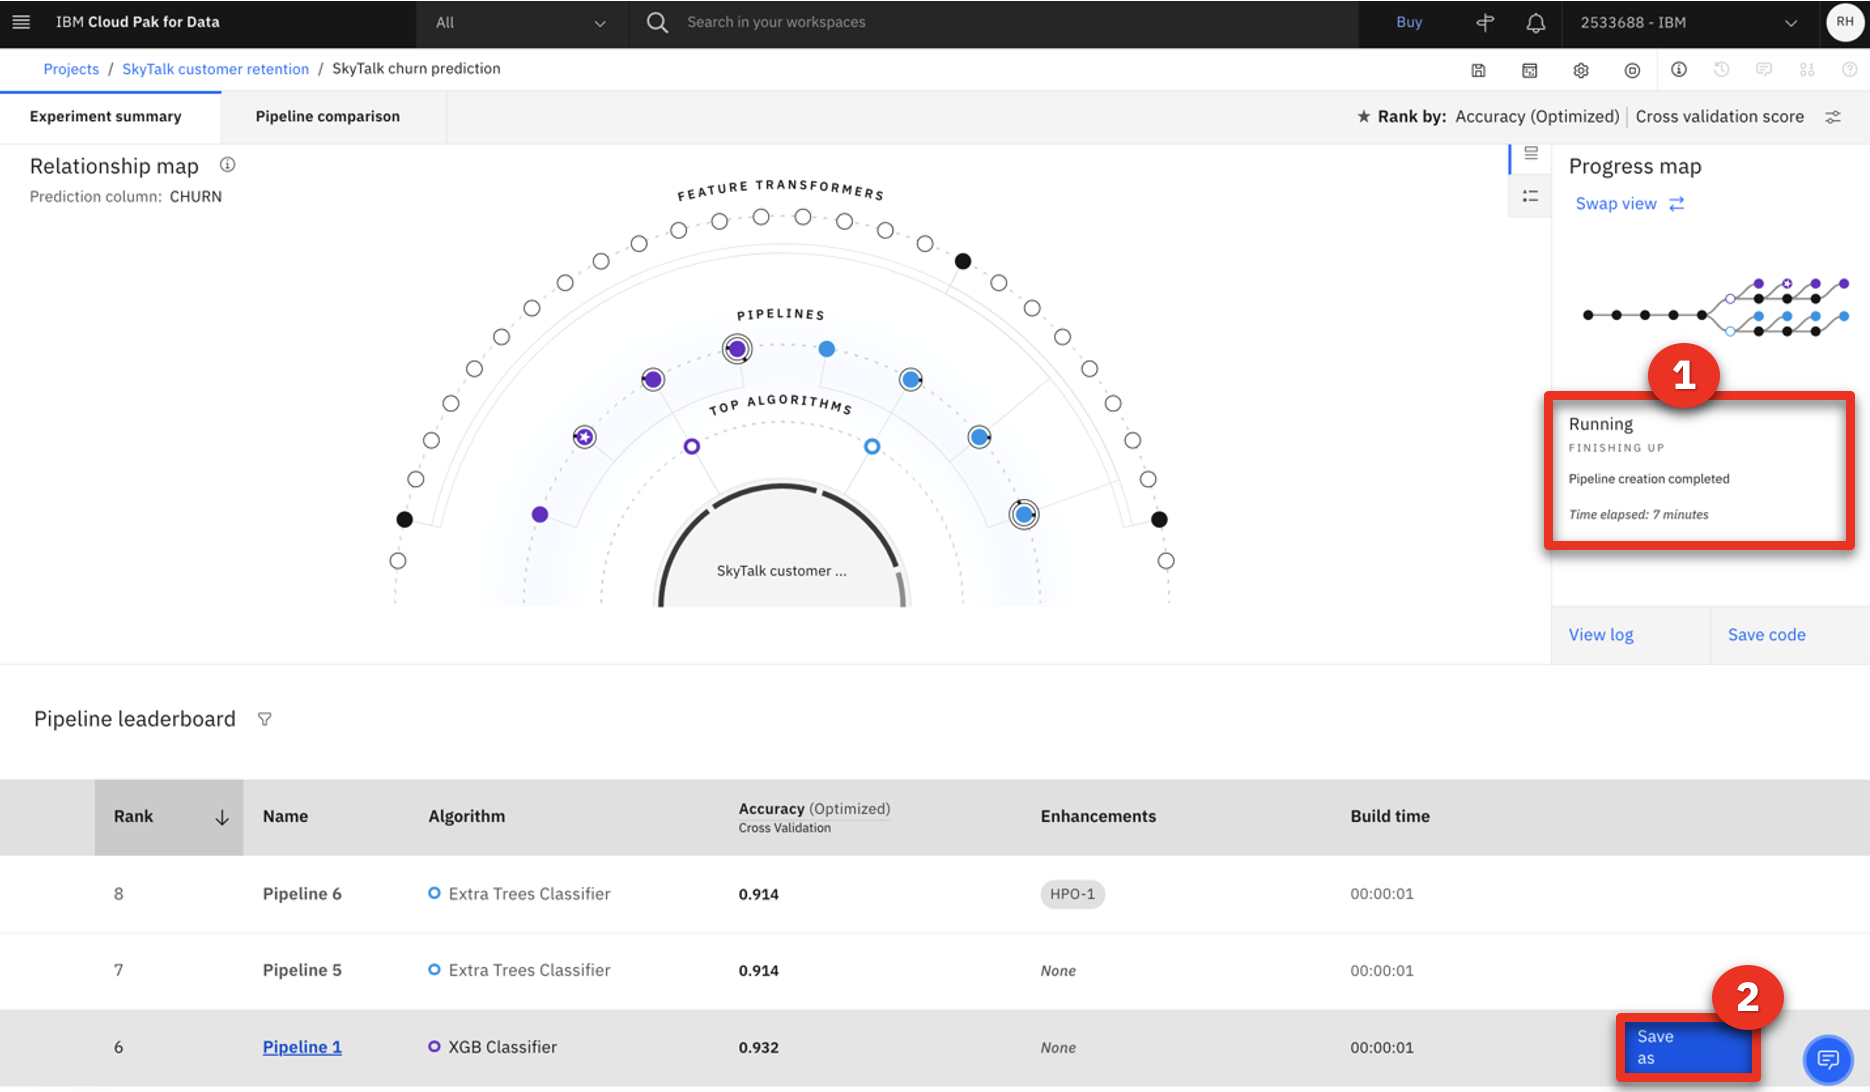 IBM Cloud Pak for Data
All
Search in your workspaces
Buy
2533688 - IBM
RH
Projects / SkyTalk customer retention / SkyTalk churn prediction
Experiment summary
Pipeline comparison
★ Rank by: Accuracy (Optimized) | Cross validation score
Relationship map
Prediction column: CHURN
FEATURE TRANSFORMERS
PIPELINES
TOP ALGORITHMS
SkyTalk customer ...
Progress map
Swap view
1
Running
FINISHING UP
Pipeline creation completed
Time elapsed: 7 minutes
View log
Save code
Pipeline leaderboard
Rank
Name
Algorithm
Accuracy (Optimized)
Cross Validation
Enhancements
Build time
8 Pipeline 6 Extra Trees Classifier 0.914 HPO-1 00:00:01
7 Pipeline 5 Extra Trees Classifier 0.914 None 00:00:01
2
6 Pipeline 1 XGB Classifier 0.932 None 00:00:01
Save
as